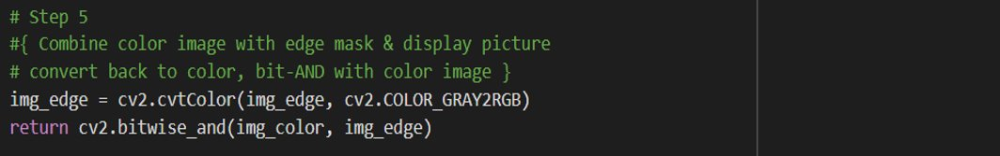 # Step 5
#{ Combine color image with edge mask & display picture
# convert back to color, bit-AND with color image }
img_edge = cv2.cvtColor(img_edge, cv2.COLOR_GRAY2RGB)
return cv2.bitwise_and(img_color, img_edge)